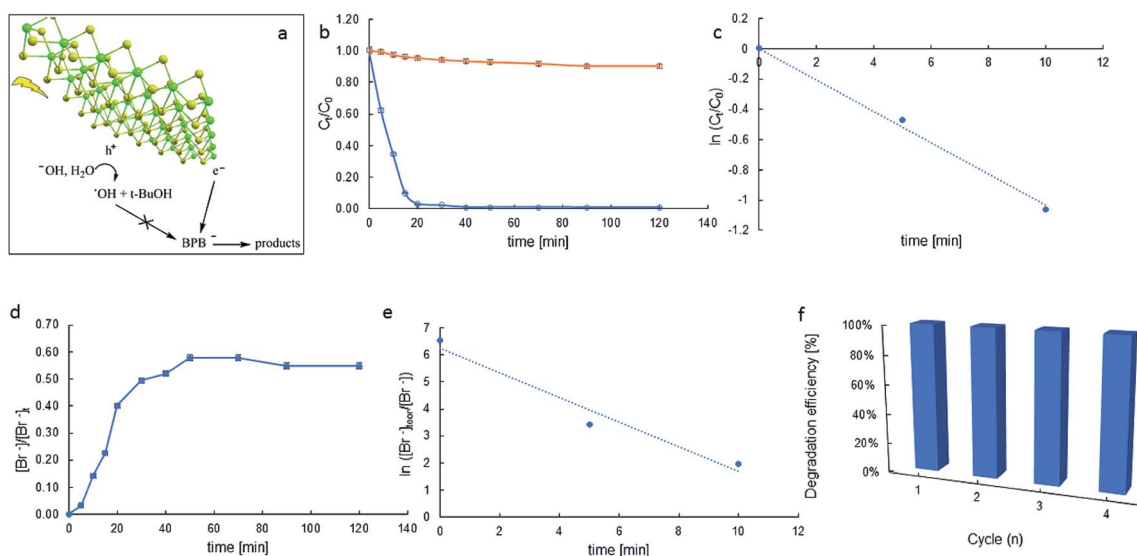 a
h⁺
⁻OH, H₂O
˙OH + t-BuOH
e⁻
BPB⁻
products
b
1.20
1.00
0.80
0.60
0.40
0.20
0.00
Cₜ/C₀
0 20 40 60 80 100 120 140
time [min]
c
0.2
0
-0.2
-0.4
-0.6
-0.8
-1
-1.2
ln (Cₜ/C₀)
0 2 4 6 8 10 12
time [min]
d
0.70
0.60
0.50
0.40
0.30
0.20
0.10
0.00
[Br⁻]/[Br⁻]ₜ
0 20 40 60 80 100 120 140
time [min]
e
7
6
5
4
3
2
1
0
ln ([Br⁻]teor/[Br⁻])
0 2 4 6 8 10 12
time [min]
f
100%
80%
60%
40%
20%
0%
Degradation efficiency [%]
1 2 3 4
Cycle (n)